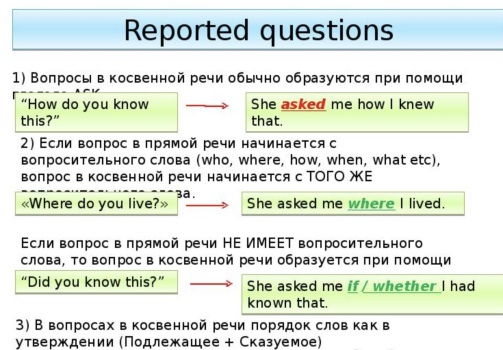 Reported questions
1) Вопросы в косвенной речи обычно образуются при помощи
ASK
“How do you know
this?”
She asked me how I knew
that.
2) Если вопрос в прямой речи начинается с
вопросительного слова (who, where, how, when, what etc),
вопрос в косвенной речи начинается с ТОГО ЖЕ
«Where do you live?»
She asked me where I lived.
Если вопрос в прямой речи НЕ ИМЕЕТ вопросительного
слова, то вопрос в косвенной речи образуется при помощи
“Did you know this?”
She asked me if / whether I had
known that.
3) В вопросах в косвенной речи порядок слов как в
утверждении (Подлежащее + Сказуемое)